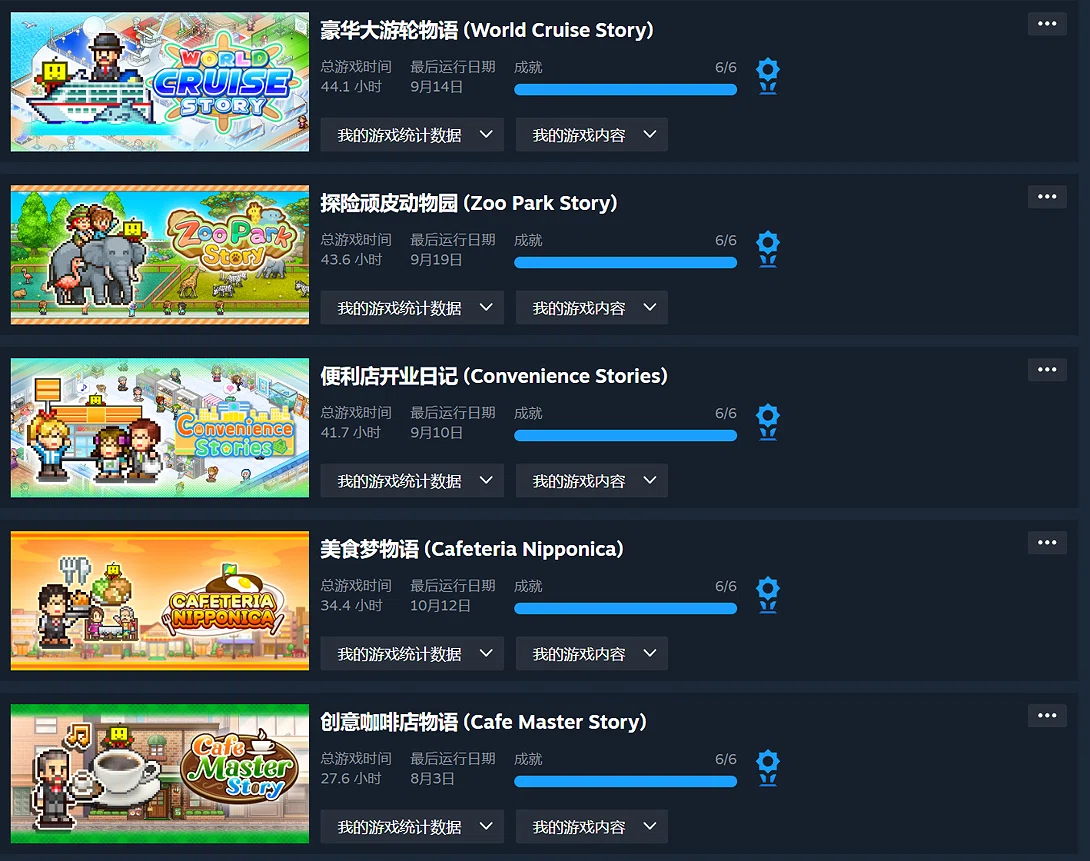 豪华大游轮物语 (World Cruise Story)
WORLD
CRUISE
STORY
总游戏时间 最后运行日期 成就 6/6
44.1 小时 9月14日
我的游戏统计数据 我的游戏内容
探险顽皮动物园 (Zoo Park Story)
Zoo Park
Story
总游戏时间 最后运行日期 成就 6/6
43.6 小时 9月19日
我的游戏统计数据 我的游戏内容
便利店开业日记 (Convenience Stories)
Convenience
Stories
总游戏时间 最后运行日期 成就 6/6
41.7 小时 9月10日
我的游戏统计数据 我的游戏内容
美食梦物语 (Cafeteria Nipponica)
CAFETERIA
NIPPONICA
总游戏时间 最后运行日期 成就 6/6
34.4 小时 10月12日
我的游戏统计数据 我的游戏内容
创意咖啡店物语 (Cafe Master Story)
Cafe
Master
Story
总游戏时间 最后运行日期 成就 6/6
27.6 小时 8月3日
我的游戏统计数据 我的游戏内容